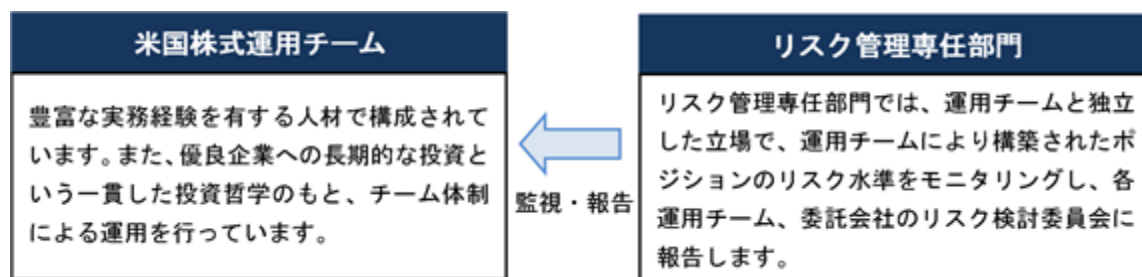 米国株式運用チーム
豊富な実務経験を有する人材で構成されて
います。また、優良企業への長期的な投資と
いう一貫した投資哲学のもと、チーム体制
による運用を行っています。
監視・報告
リスク管理専任部門
リスク管理専任部門では、運用チームと独立
した立場で、運用チームにより構築されたポ
ジションのリスク水準をモニタリングし、各
運用チーム、委託会社のリスク検討委員会に
報告します。